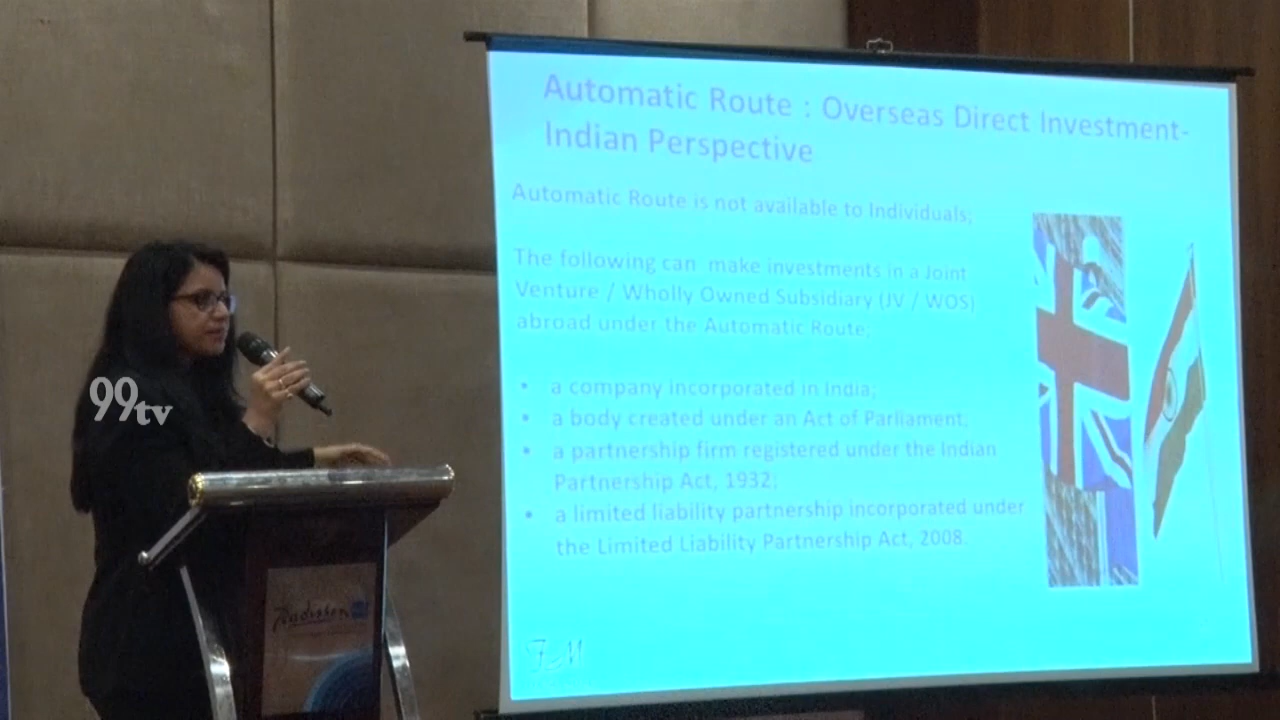 Automatic Route : Overseas Direct Investment-
Indian Perspective
Automatic Route is not available to Individuals;
The following can make investments in a Joint
Venture / Wholly Owned Subsidiary (JV / WOS)
abroad under the Automatic Route;
• a company incorporated in India;
• a body created under an Act of Parliament;
• a partnership firm registered under the Indian
Partnership Act, 1932;
• a limited liability partnership incorporated under
the Limited Liability Partnership Act, 2008.
99tv
Radisson